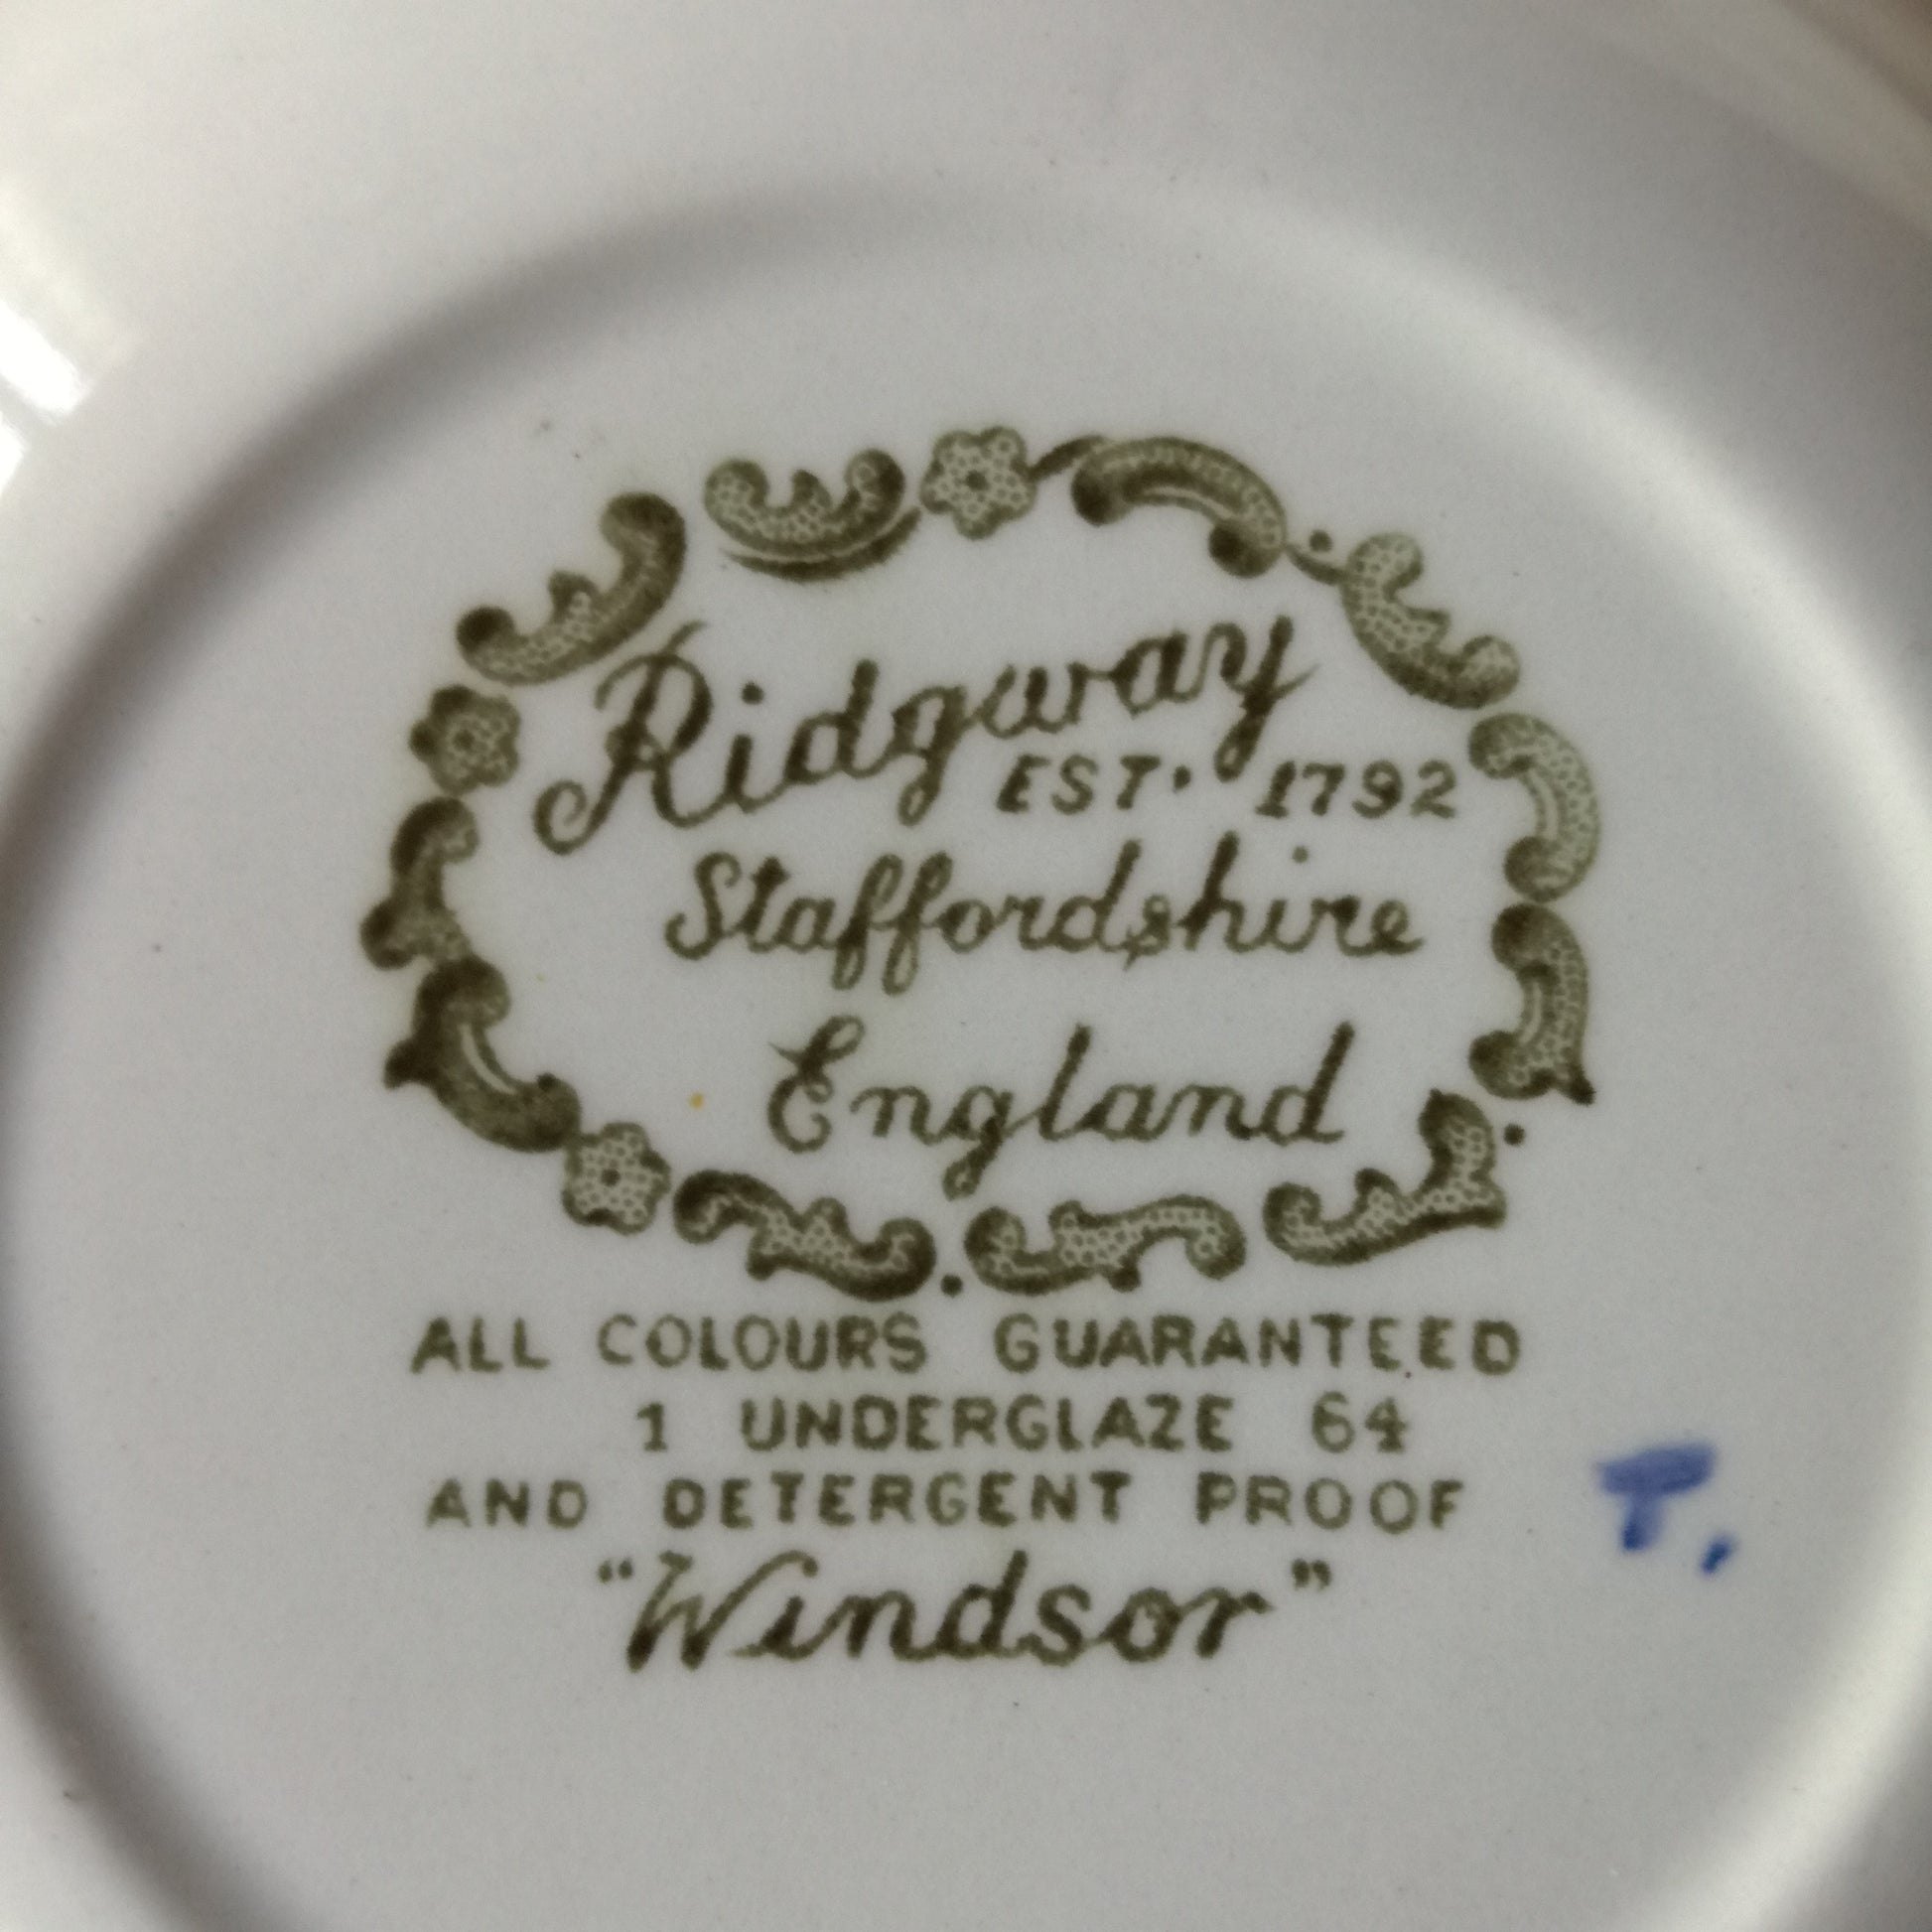 Ridgway
EST. 1792
Staffordshire
England
ALL COLOURS GUARANTEED
1 UNDERGLAZE 64
AND DETERGENT PROOF
"Windsor"
T.